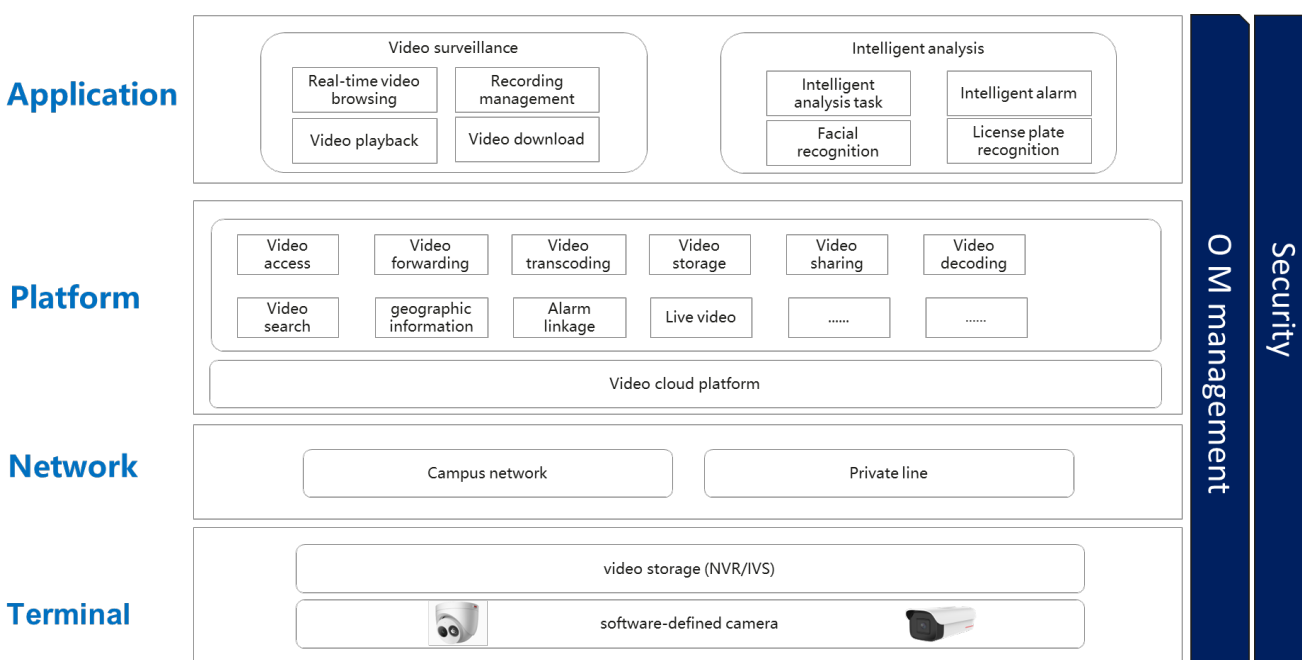 Application
Video surveillance
Real-time video
browsing
Recording
management
Video playback
Video download
Intelligent analysis
Intelligent
analysis task
Intelligent alarm
Facial
recognition
License plate
recognition
Platform
Video
access
Video
forwarding
Video
transcoding
Video
storage
Video
sharing
Video
decoding
Video
search
geographic
information
Alarm
linkage
Live video
......
......
Video cloud platform
Network
Campus network
Private line
Terminal
video storage (NVR/IVS)
software-defined camera
O M management
Security